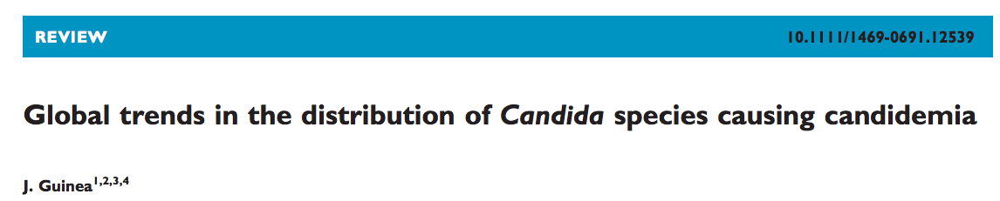 REVIEW 10.1111/1469-0691.12539
Global trends in the distribution of Candida species causing candidemia
J. Guinea1,2,3,4